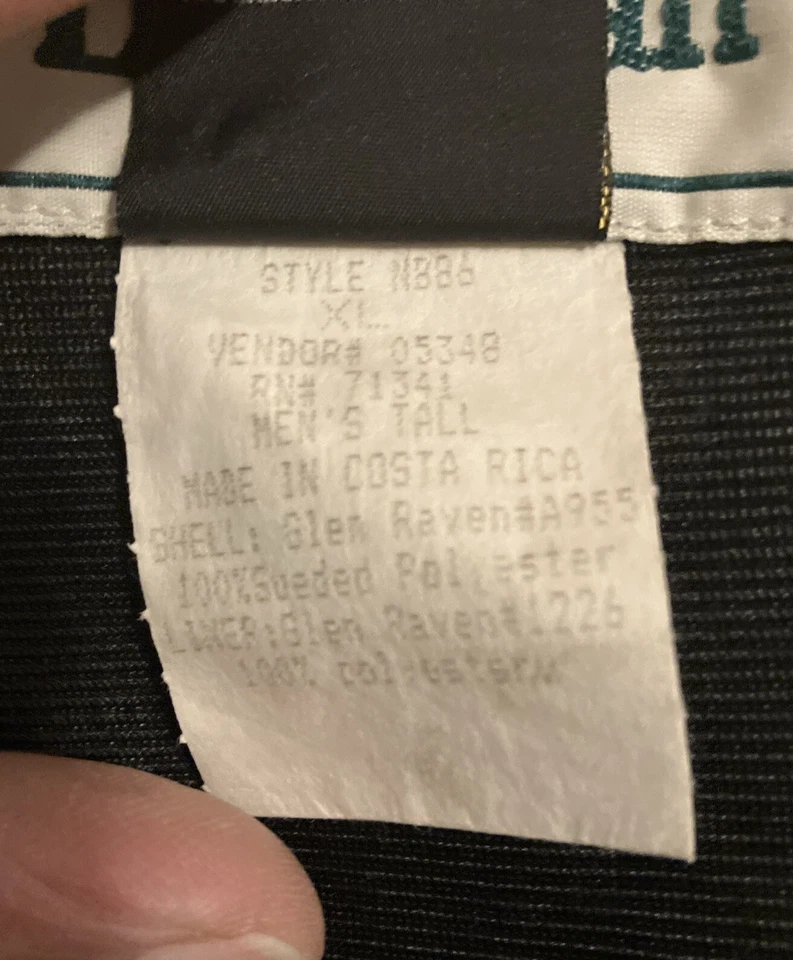 STYLE NB86
XL
VENDOR# 05348
RN# 71341
MEN'S TALL
MADE IN COSTA RICA
SHELL: Glen Raven#A955
100%Sueded Polyester
LINER:Glen Raven#1226
100% polyester